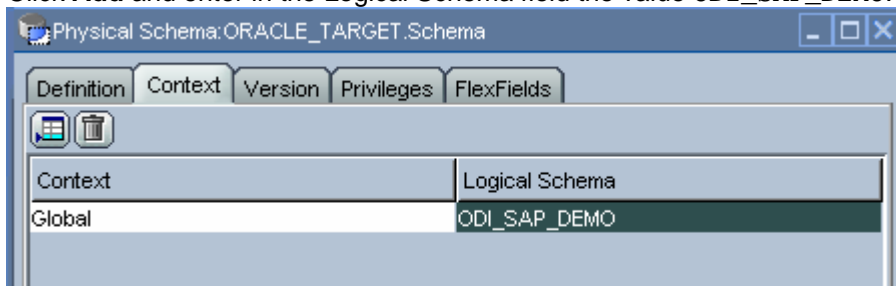 Physical Schema:ORACLE_TARGET.Schema
Definition Context Version Privileges FlexFields
Context Logical Schema
Global ODI_SAP_DEMO